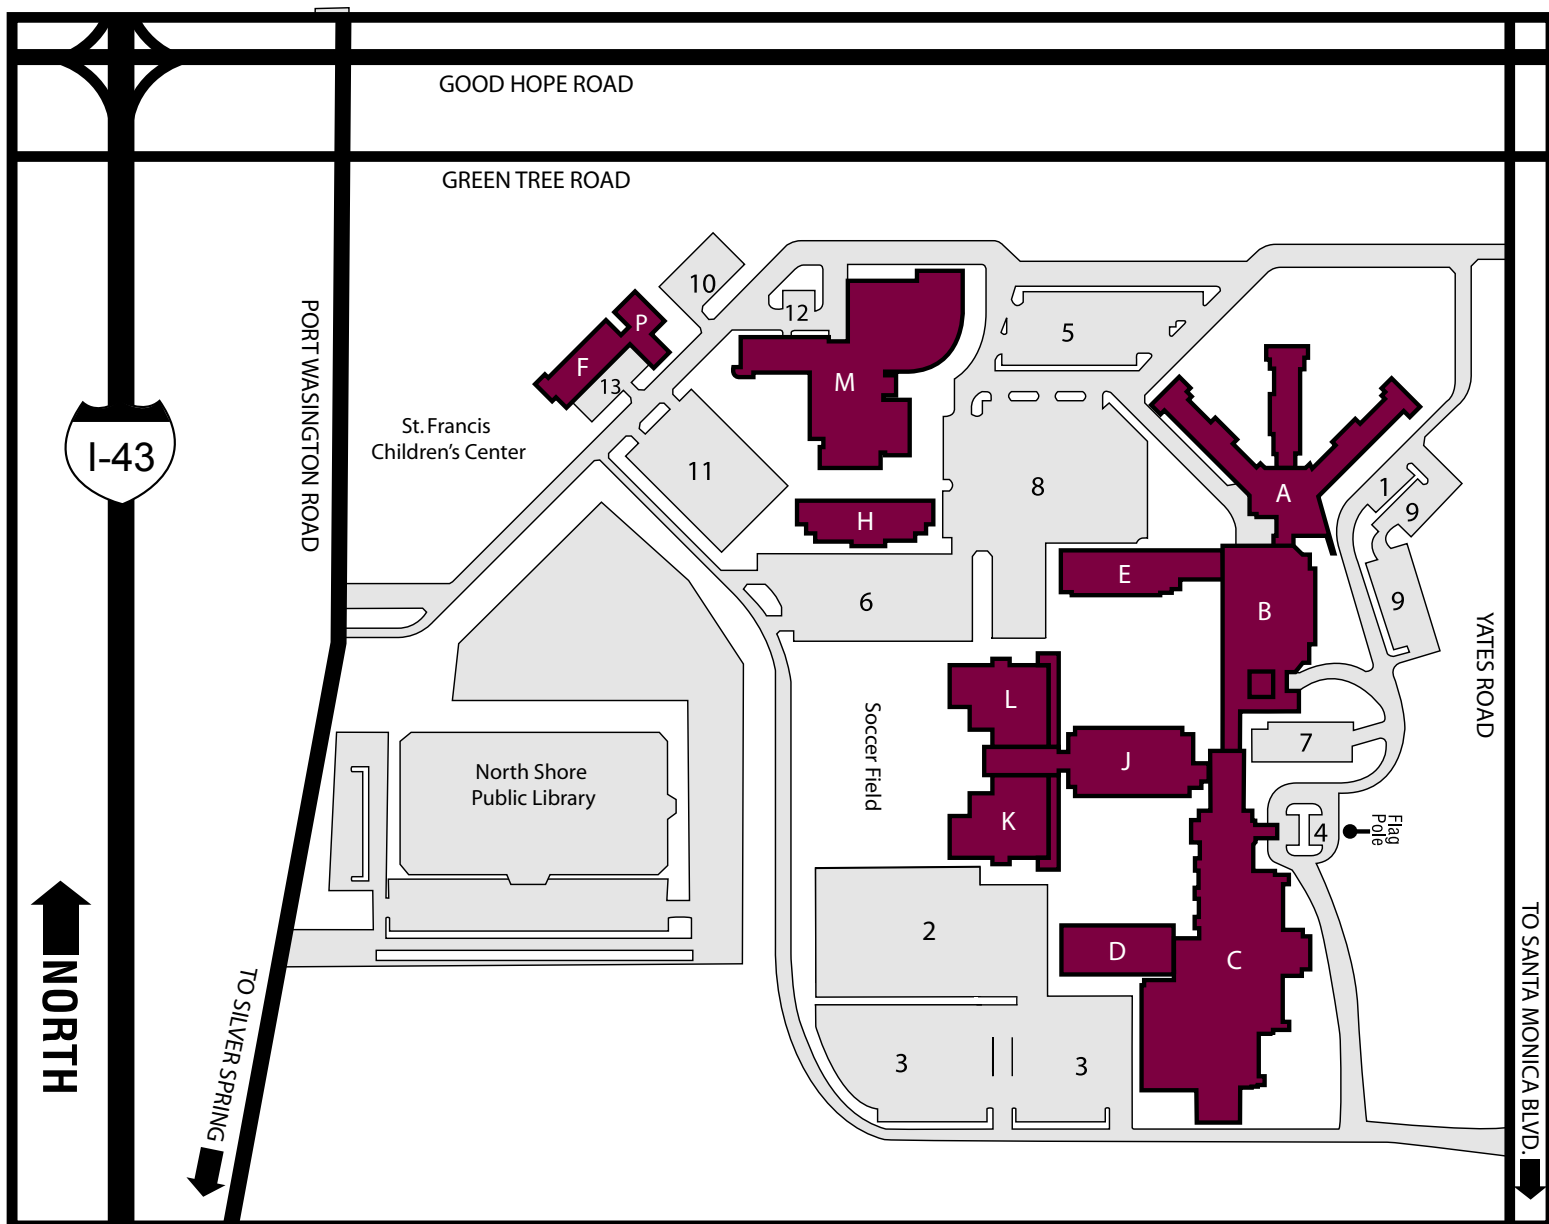 GOOD HOPE ROAD
GREEN TREE ROAD
PORT WASINGTON ROAD
I-43
10
12
P
F
13
5
M
St. Francis
Children's Center
11
8
A
1
9
H
E
6
B
9
YATES ROAD
L
Soccer Field
7
J
North Shore
Public Library
K
4
Flag
Pole
2
D
C
NORTH
TO SILVER SPRING
3
3
TO SANTA MONICA BLVD.